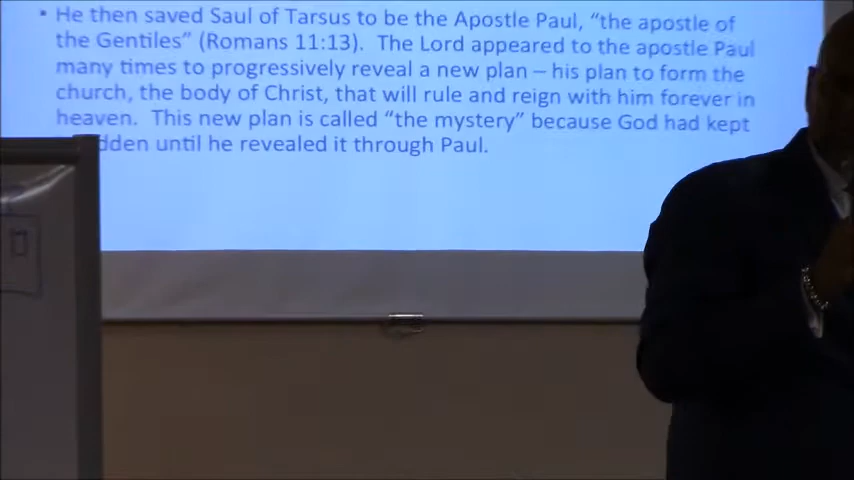 • He then saved Saul of Tarsus to be the Apostle Paul, “the apostle of
the Gentiles” (Romans 11:13).  The LORD appeared to the apostle Paul
many times to progressively reveal a new plan – his plan to form the
church, the body of Christ, that will rule and reign with him forever in
heaven.  This new plan is called “the mystery” because God had kept
dden until he revealed it through Paul.